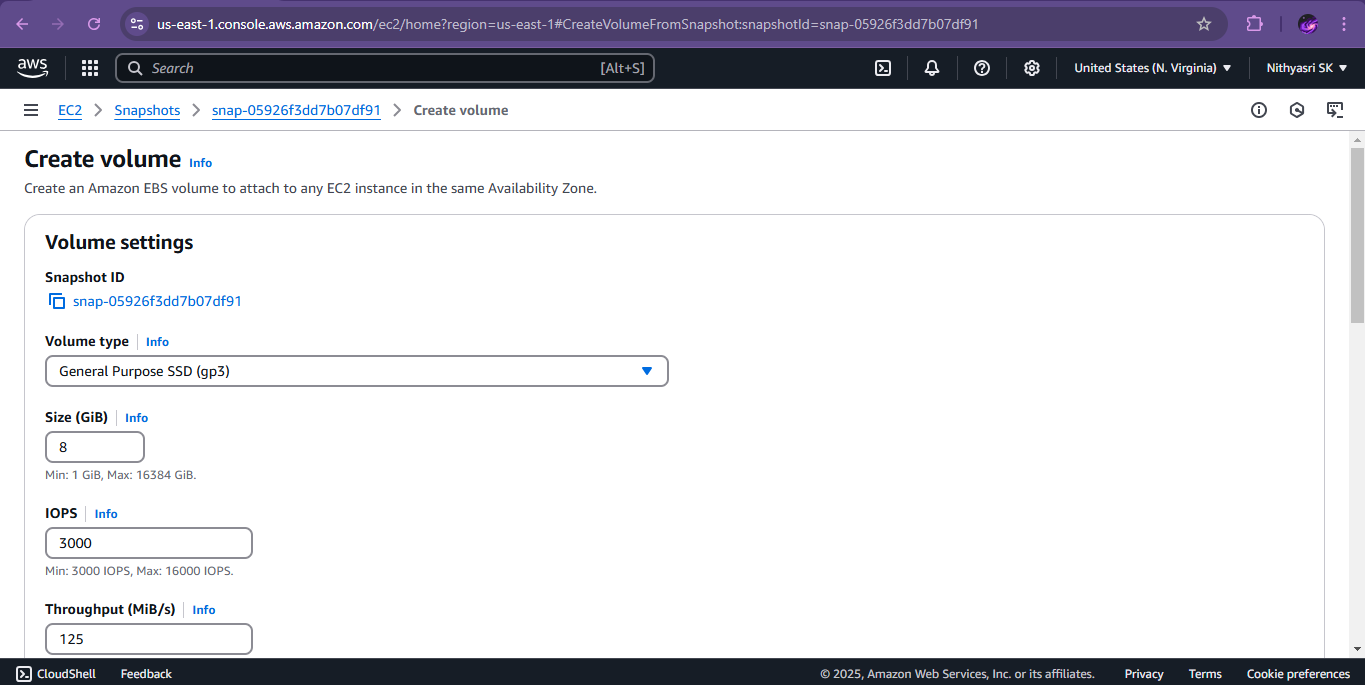 us-east-1.console.aws.amazon.com/ec2/home?region=us-east-1#CreateVolumeFromSnapshot:snapshotId=snap-05926f3dd7b07df91
aws
Search [Alt+S]
United States (N. Virginia)
Nithyasri SK
EC2 Snapshots snap-05926f3dd7b07df91 Create volume
Create volume Info
Create an Amazon EBS volume to attach to any EC2 instance in the same Availability Zone.
Volume settings
Snapshot ID
snap-05926f3dd7b07df91
Volume type Info
General Purpose SSD (gp3)
Size (GiB) Info
8
Min: 1 GiB, Max: 16384 GiB.
IOPS Info
3000
Min: 3000 IOPS, Max: 16000 IOPS.
Throughput (MiB/s) Info
125
CloudShell Feedback © 2025, Amazon Web Services, Inc. or its affiliates. Privacy Terms Cookie preferences